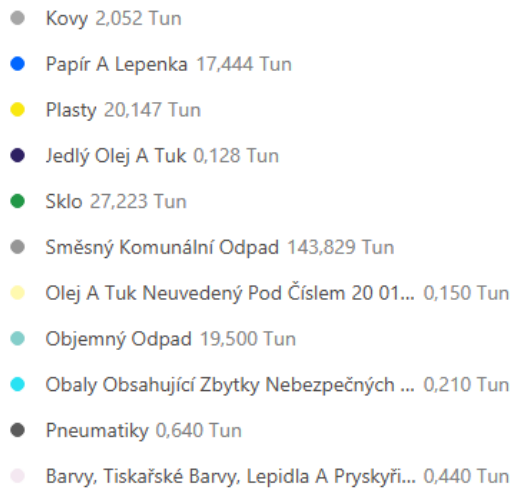 Kovy 2,052 Tun
Papír A Lepenka 17,444 Tun
Plasty 20,147 Tun
Jedlý Olej A Tuk 0,128 Tun
Sklo 27,223 Tun
Směsný Komunální Odpad 143,829 Tun
Olej A Tuk Neuvedený Pod Číslem 20 01... 0,150 Tun
Objemný Odpad 19,500 Tun
Obaly Obsahující Zbytky Nebezpečných ... 0,210 Tun
Pneumatiky 0,640 Tun
Barvy, Tiskařské Barvy, Lepidla A Pryskyři... 0,440 Tun